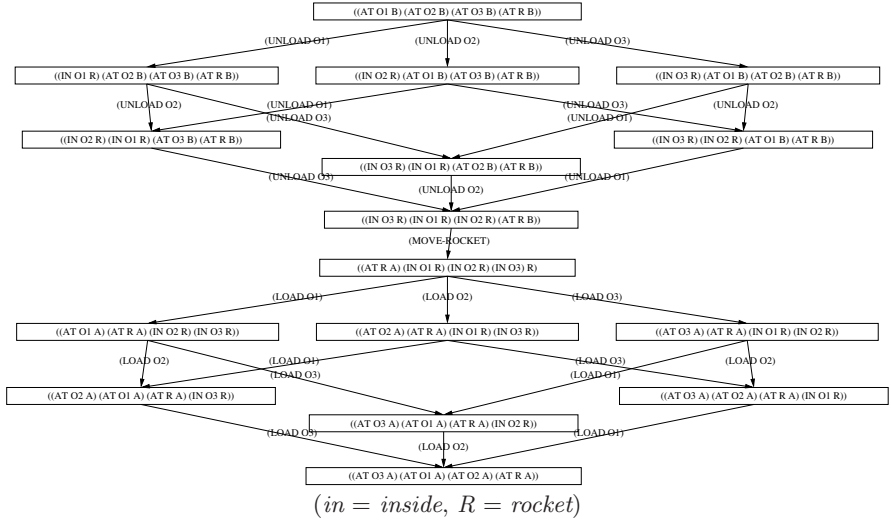 ((AT O1 B) (AT O2 B) (AT O3 B) (AT R B))
(UNLOAD O1) (UNLOAD O2) (UNLOAD O3)
((IN O1 R) (AT O2 B) (AT O3 B) (AT R B)) ((IN O2 R) (AT O1 B) (AT O3 B) (AT R B)) ((IN O3 R) (AT O1 B) (AT O2 B) (AT R B))
(UNLOAD O2) (UNLOAD O1) (UNLOAD O3) (UNLOAD O2)
(UNLOAD O3) (UNLOAD O1)
((IN O2 R) (IN O1 R) (AT O3 B) (AT R B)) ((IN O3 R) (IN O2 R) (AT O1 B) (AT R B))
((IN O3 R) (IN O1 R) (AT O2 B) (AT R B))
(UNLOAD O3) (UNLOAD O2) (UNLOAD O1)
((IN O3 R) (IN O1 R) (IN O2 R) (AT R B))
(MOVE-ROCKET)
((AT R A) (IN O1 R) (IN O2 R) (IN O3) R)
(LOAD O1) (LOAD O2) (LOAD O3)
((AT O1 A) (AT R A) (IN O2 R) (IN O3 R)) ((AT O2 A) (AT R A) (IN O1 R) (IN O3 R)) ((AT O3 A) (AT R A) (IN O1 R) (IN O2 R))
(LOAD O2) (LOAD O1) (LOAD O3) (LOAD O2)
(LOAD O3) (LOAD O1)
((AT O2 A) (AT O1 A) (AT R A) (IN O3 R)) ((AT O3 A) (AT O2 A) (AT R A) (IN O1 R))
((AT O3 A) (AT O1 A) (AT R A) (IN O2 R))
(LOAD O3) (LOAD O2) (LOAD O1)
((AT O3 A) (AT O1 A) (AT O2 A) (AT R A))
(in = inside, R = rocket)